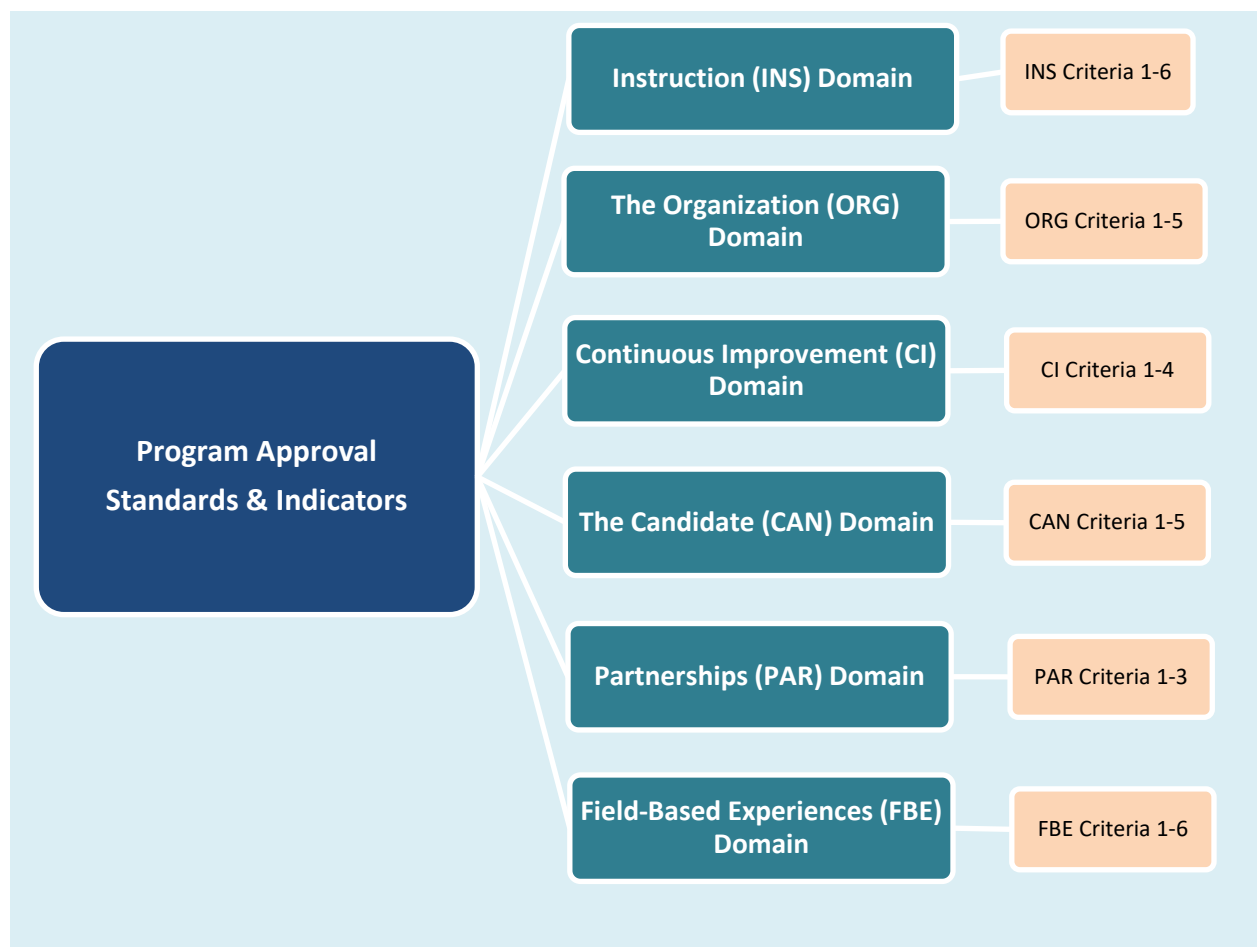 Program Approval
Standards & Indicators
Instruction (INS) Domain
INS Criteria 1-6
The Organization (ORG)
Domain
ORG Criteria 1-5
Continuous Improvement (CI)
Domain
CI Criteria 1-4
The Candidate (CAN) Domain
CAN Criteria 1-5
Partnerships (PAR) Domain
PAR Criteria 1-3
Field-Based Experiences (FBE)
Domain
FBE Criteria 1-6